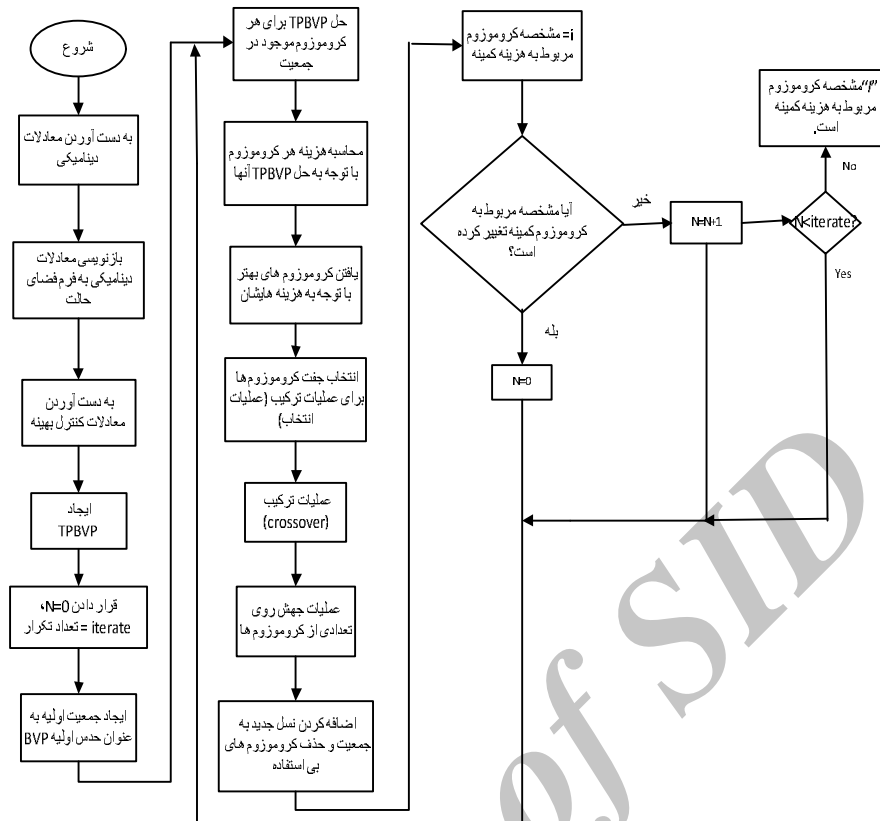 شروع
به دست آوردن معادلات
دینامیکی
بازنویسی معادلات
دینامیکی به فرم فضای
حالت
به دست آوردن
معادلات کنترل بهینه
ایجاد
TPBVP
قرار دادن N=0،
iterate = تعداد تکرار
ایجاد جمعیت اولیه به
عنوان حدس اولیه BVP
حل TPBVP برای هر
کروموزوم موجود در
جمعیت
محاسبه هزینه هر کروموزوم
با توجه به حل TPBVP آنها
یافتن کروموزوم های بهتر
با توجه به هزینه هایشان
انتخاب جفت کروموزوم ها
برای عملیات ترکیب (عملیات
انتخاب)
عملیات ترکیب
(crossover)
عملیات جهش روی
تعدادی از کروموزوم ها
اضافه کردن نسل جدید به
جمعیت و حذف کروموزوم های
بی استفاده
i= مشخصه کروموزوم
مربوط به هزینه کمینه
آیا مشخصه مربوط به
کروموزوم کمینه تغییر کرده
است؟
خیر
بله
N=0
N=N+1
N<iterate?
No
Yes
"i" مشخصه کروموزوم
مربوط به هزینه کمینه
است.
of SID